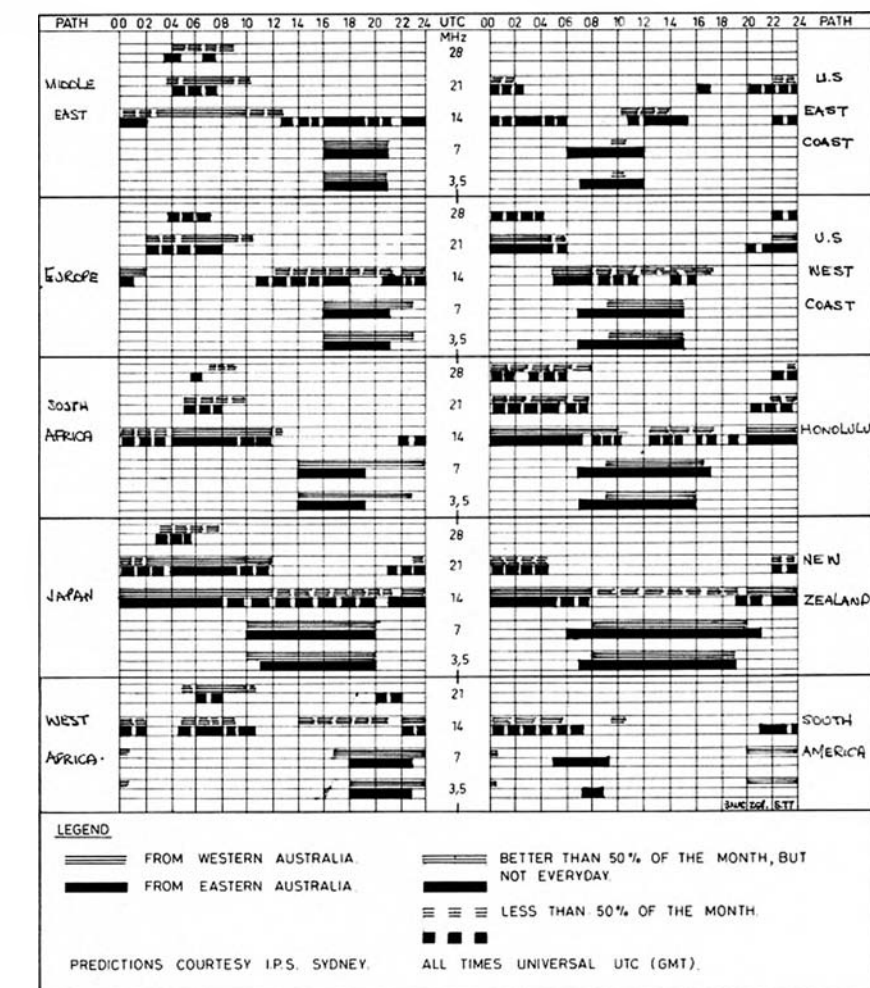 PATH 00 02 04 06 08 10 12 14 16 18 20 22 24 UTC 00 02 04 06 08 10 12 14 16 18 20 22 24 PATH
MHz
28
MIDDLE 21 U.S
EAST 14 EAST
7 COAST
3,5
28
21 U.S
EUROPE 14 WEST
7 COAST
3,5
28
SOUTH 21
AFRICA 14 HONOLULU
7
3,5
28
21 NEW
JAPAN 14 ZEALAND
7
3,5
21
WEST 14 SOUTH
AFRICA. 7 AMERICA
3,5
LEGEND
FROM WESTERN AUSTRALIA.
FROM EASTERN AUSTRALIA.
BETTER THAN 50% OF THE MONTH, BUT
NOT EVERYDAY.
LESS THAN 50% OF THE MONTH.
PREDICTIONS COURTESY I.P.S. SYDNEY. ALL TIMES UNIVERSAL UTC (GMT).